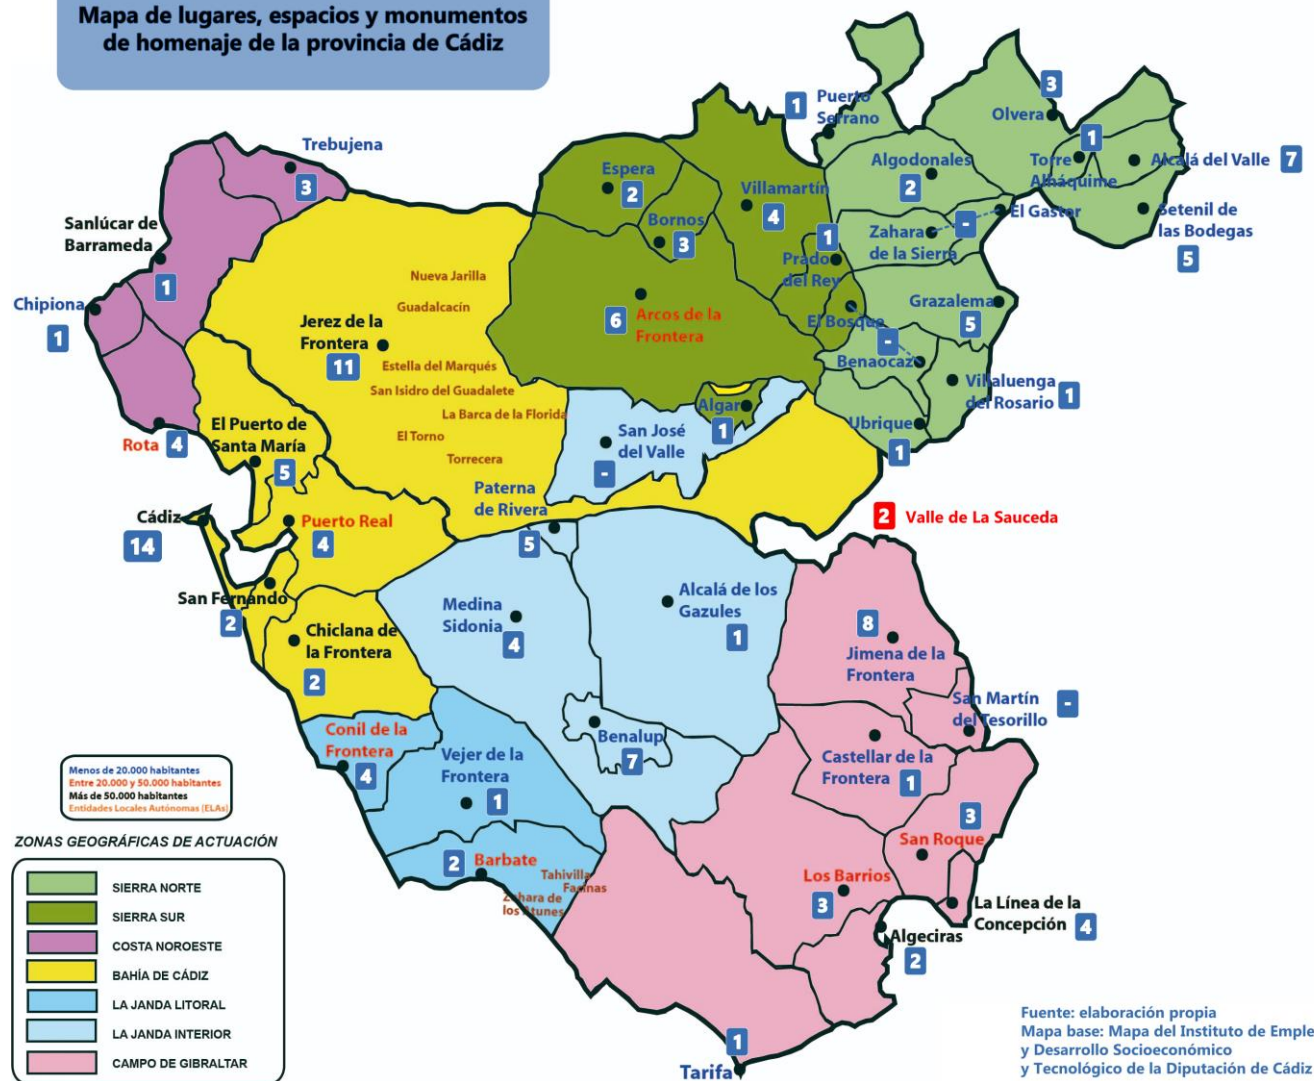 Mapa de lugares, espacios y monumentos
de homenaje de la provincia de Cádiz
1
Puerto
Serrano
3
Olvera
1
Torre
Alháquime
Alcalá del Valle
7
Setenil de
las Bodegas
5
Algodonales
2
El Gastor
-
Zahara
de la Sierra
Trebujena
3
Sanlúcar de
Barrameda
1
Chipiona
1
Rota
4
Espera
2
Bornos
3
Villamartín
4
1
Prado
del Rey
El Bosque
-
Benaocaz
Grazalema
5
Villaluenga
del Rosario
1
Ubrique
1
6
Arcos de la
Frontera
Algar
1
San José
del Valle
-
Nueva Jarilla
Guadalcacín
Jerez de la
Frontera
11
Estella del Marqués
San Isidro del Guadalete
La Barca de la Florida
El Torno
Torrecera
El Puerto de
Santa María
5
Cádiz
14
Puerto Real
4
San Fernando
2
Chiclana de
la Frontera
2
Paterna
de Rivera
5
Medina
Sidonia
4
Alcalá de los
Gazules
1
Benalup
7
2
Valle de La Sauceda
8
Jimena de la
Frontera
San Martín
del Tesorillo
-
Castellar de la
Frontera
1
3
San Roque
Los Barrios
3
La Línea de la
Concepción
4
Algeciras
2
1
Tarifa
Conil de la
Frontera
4
Vejer de la
Frontera
1
2
Barbate
Tahivilla
Facinas
Zahara de
los Atunes
Menos de 20.000 habitantes
Entre 20.000 y 50.000 habitantes
Más de 50.000 habitantes
Entidades Locales Autónomas (ELAs)
ZONAS GEOGRÁFICAS DE ACTUACIÓN
SIERRA NORTE
SIERRA SUR
COSTA NOROESTE
BAHÍA DE CÁDIZ
LA JANDA LITORAL
LA JANDA INTERIOR
CAMPO DE GIBRALTAR
Fuente: elaboración propia
Mapa base: Mapa del Instituto de Emple
y Desarrollo Socioeconómico
y Tecnológico de la Diputación de Cádiz